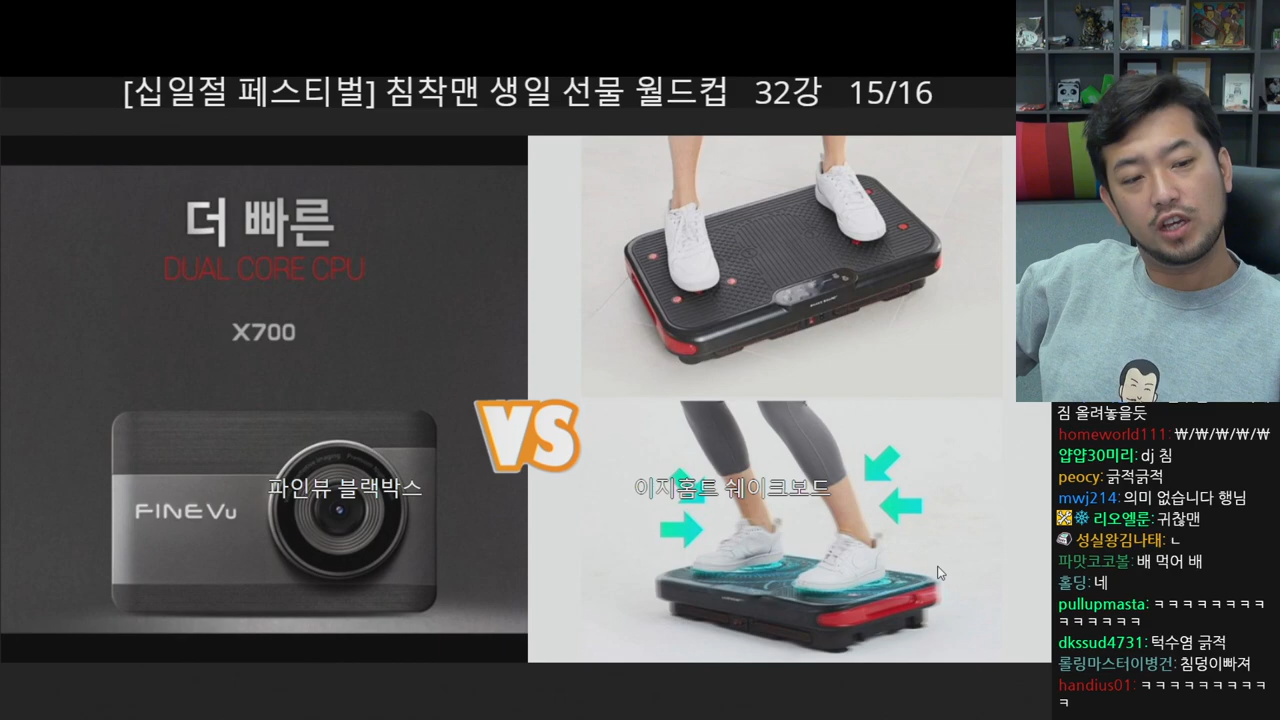 [십일절 페스티벌] 침착맨 생일 선물 월드컵 32강 15/16
더 빠른
DUAL CORE CPU
X700
FINEVu
파인뷰 블랙박스
VS
이지홈트 쉐이크보드
짐 올려놓을듯
homeworld111: ₩/₩/₩/₩/₩
얍얍30미리: dj 침
peocy: 긁적긁적
mwj214: 의미 없습니다 행님
리오엘룬: 귀찮맨
성실왕김나태: ㄴ
파맛코코볼: 배 먹어 배
홀딩: 네
pullupmasta: ㅋㅋㅋㅋㅋㅋㅋㅋ
ㅋㅋㅋㅋㅋㅋ
dkssud4731: 턱수염 긁적
롤링마스터이병건: 침덩이빠져
handius01: ㅋㅋㅋㅋㅋㅋㅋㅋㅋ
ㅋ